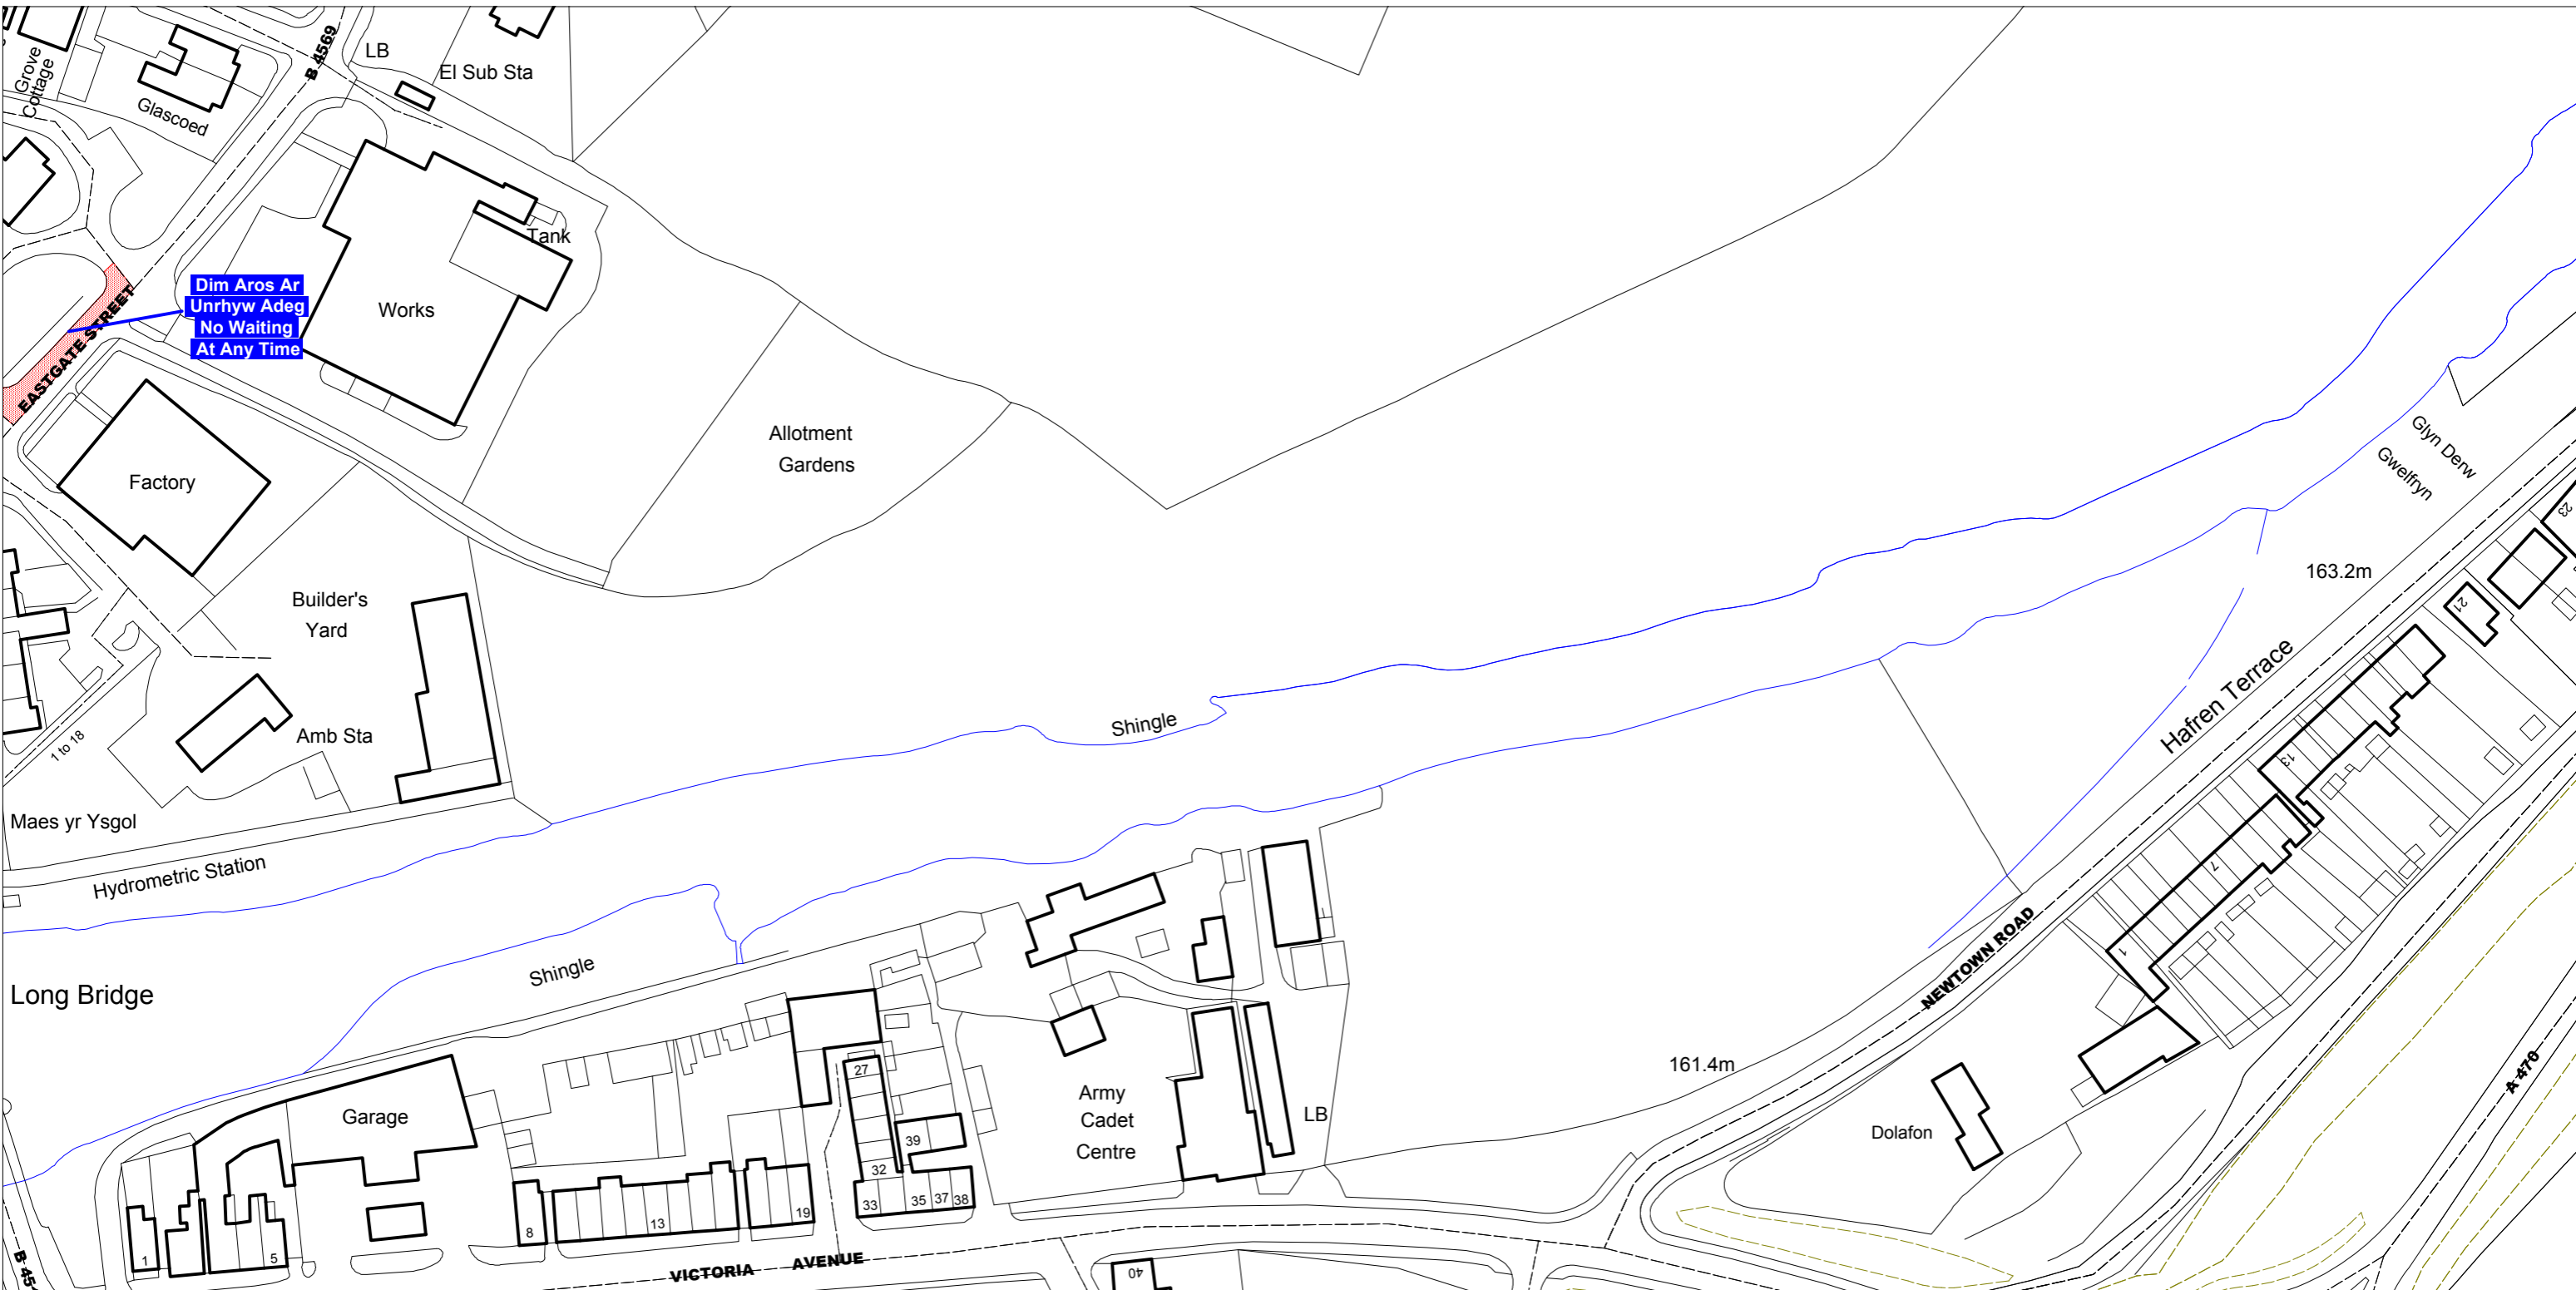 Grove
Cottage
Glascoed
B 4569
LB
El Sub Sta
Tank
Works
Dim Aros Ar
Unrhyw Adeg
No Waiting
At Any Time
EASTGATE STREET
Factory
Allotment
Gardens
Builder's
Yard
Amb Sta
1 to 18
Maes yr Ysgol
Hydrometric Station
Long Bridge
Shingle
Shingle
Glyn Derw
Gwelfryn
163.2m
Hafren Terrace
23
21
13
7
1
NEWTOWN ROAD
161.4m
Dolafon
A 470
Army
Cadet
Centre
LB
Garage
27
39
32
33
35
37
38
1
5
8
13
19
VICTORIA AVENUE
40